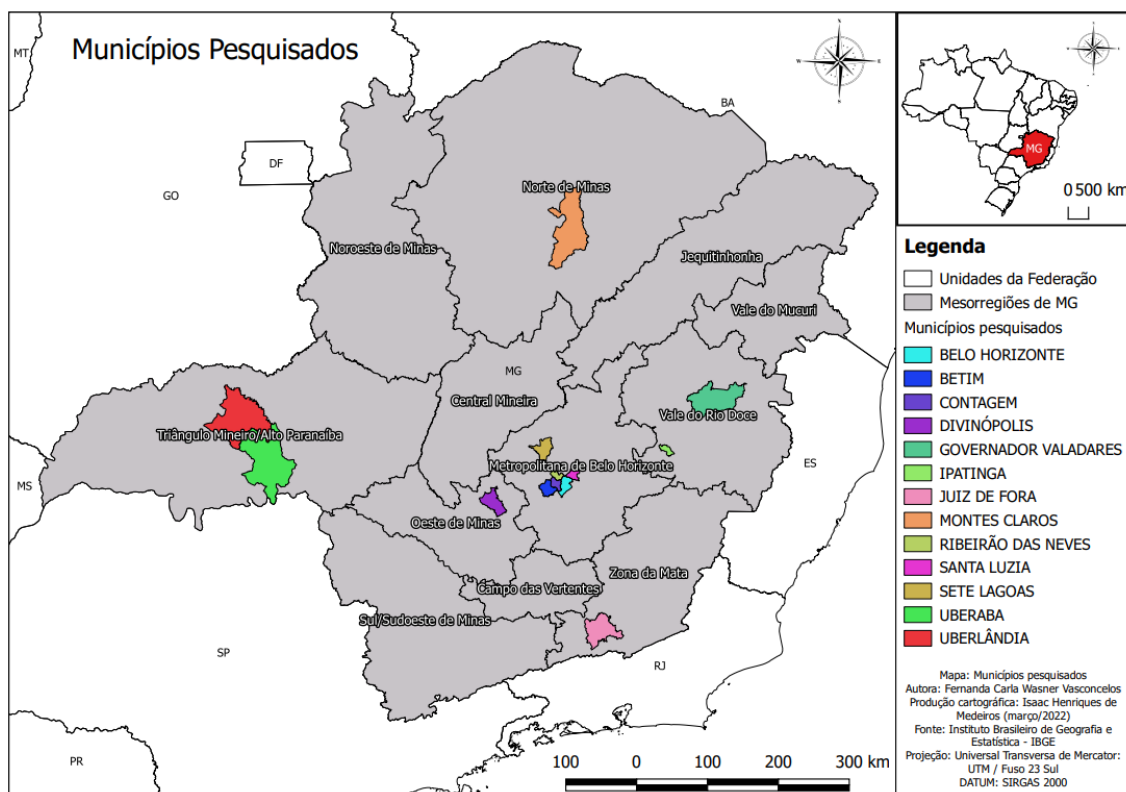 Municípios Pesquisados
MT
BA
DF
GO
Norte de Minas
Noroeste de Minas
Jequitinhonha
Vale do Mucuri
MG
Central Mineira
Vale do Rio Doce
Triângulo Mineiro/Alto Paranaíba
Metropolitana de Belo Horizonte
ES
MS
Oeste de Minas
Zona da Mata
Campo das Vertentes
Sul/Sudoeste de Minas
SP
RJ
PR
100 0 100 200 300 km
MG
0 500 km
Legenda
Unidades da Federação
Mesorregiões de MG
Municípios pesquisados
BELO HORIZONTE
BETIM
CONTAGEM
DIVINÓPOLIS
GOVERNADOR VALADARES
IPATINGA
JUIZ DE FORA
MONTES CLAROS
RIBEIRÃO DAS NEVES
SANTA LUZIA
SETE LAGOAS
UBERABA
UBERLÂNDIA
Mapa: Municípios pesquisados
Autora: Fernanda Carla Wasner Vasconcelos
Produção cartográfica: Isaac Henriques de
Medeiros (março/2022)
Fonte: Instituto Brasileiro de Geografia e
Estatística - IBGE
Projeção: Universal Transversa de Mercator:
UTM / Fuso 23 Sul
DATUM: SIRGAS 2000